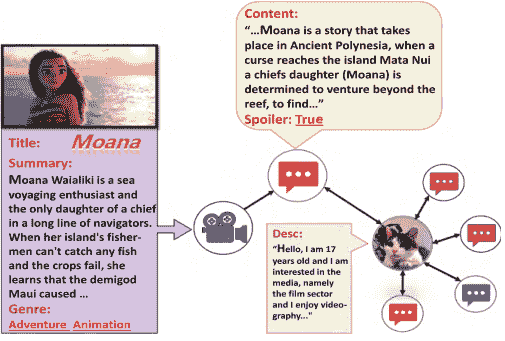 Content:
“...Moana is a story that takes
place in Ancient Polynesia, when a
curse reaches the island Mata Nui
a chiefs daughter (Moana) is
determined to venture beyond the
reef, to find...”
Spoiler: True
Title: Moana
Summary:
Moana Waialiki is a sea
voyaging enthusiast and
the only daughter of a chief
in a long line of navigators.
When her island's fisher-
men can't catch any fish
and the crops fail, she
learns that the demigod
Maui caused ...
Genre:
Adventure Animation
Desc:
“Hello, I am 17
years old and I am
interested in the
media, namely
the film sector
and I enjoy video-
graphy...”